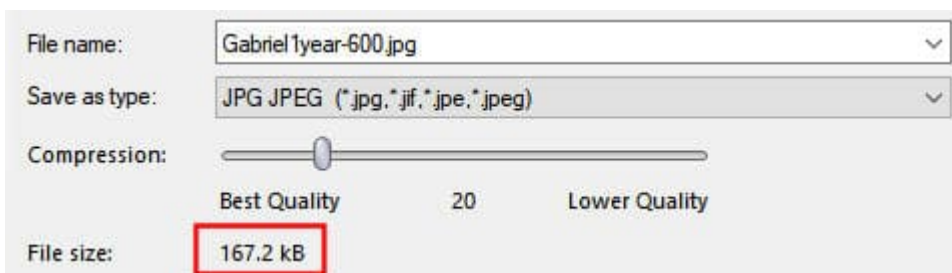 File name: Gabriel1year-600.jpg
Save as type: JPG JPEG (*.jpg,*.jif,*.jpe,*.jpeg)
Compression:
Best Quality 20 Lower Quality
File size: 167.2 kB